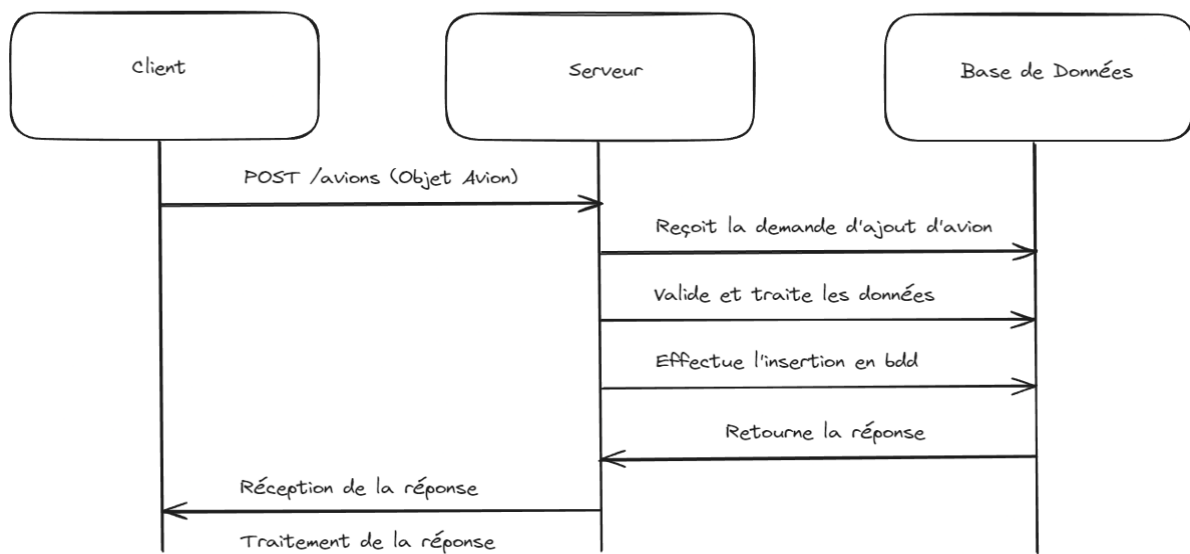 Client
Serveur
Base de Données
POST /avions (Objet Avion)
Reçoit la demande d'ajout d'avion
Valide et traite les données
Effectue l'insertion en bdd
Retourne la réponse
Réception de la réponse
Traitement de la réponse